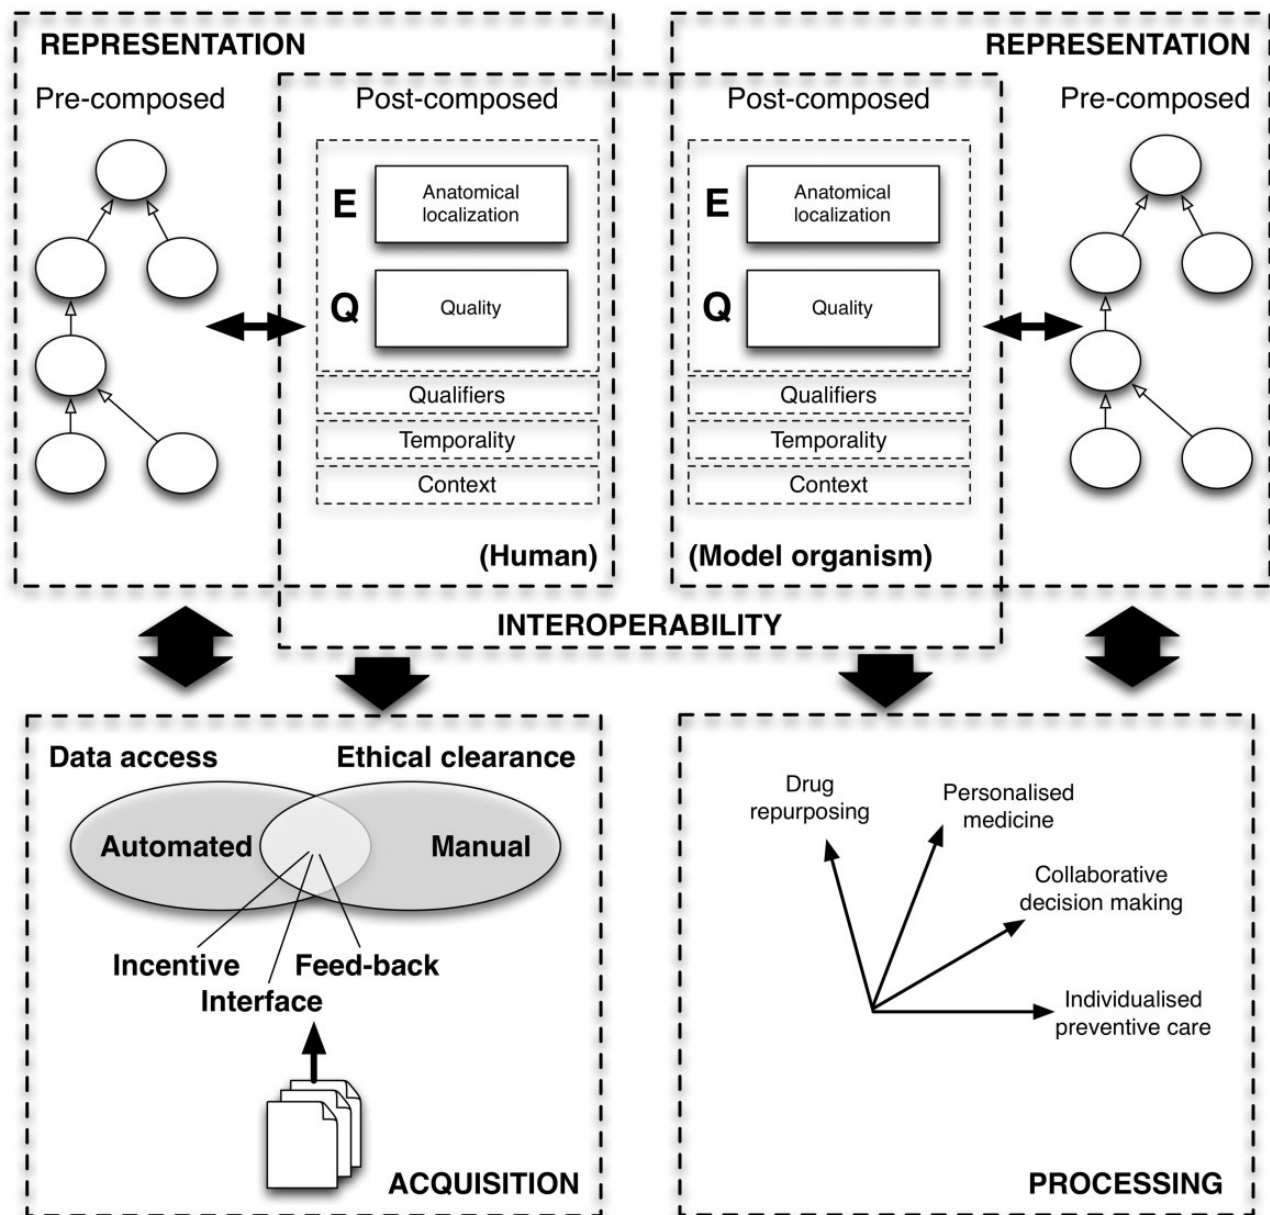 REPRESENTATION
Pre-composed
Post-composed
E
Anatomical
localization
Q
Quality
Qualifiers
Temporality
Context
(Human)
REPRESENTATION
Post-composed
Pre-composed
E
Anatomical
localization
Q
Quality
Qualifiers
Temporality
Context
(Model organism)
INTEROPERABILITY
Data access
Ethical clearance
Automated
Manual
Incentive
Feed-back
Interface
ACQUISITION
Drug
repurposing
Personalised
medicine
Collaborative
decision making
Individualised
preventive care
PROCESSING